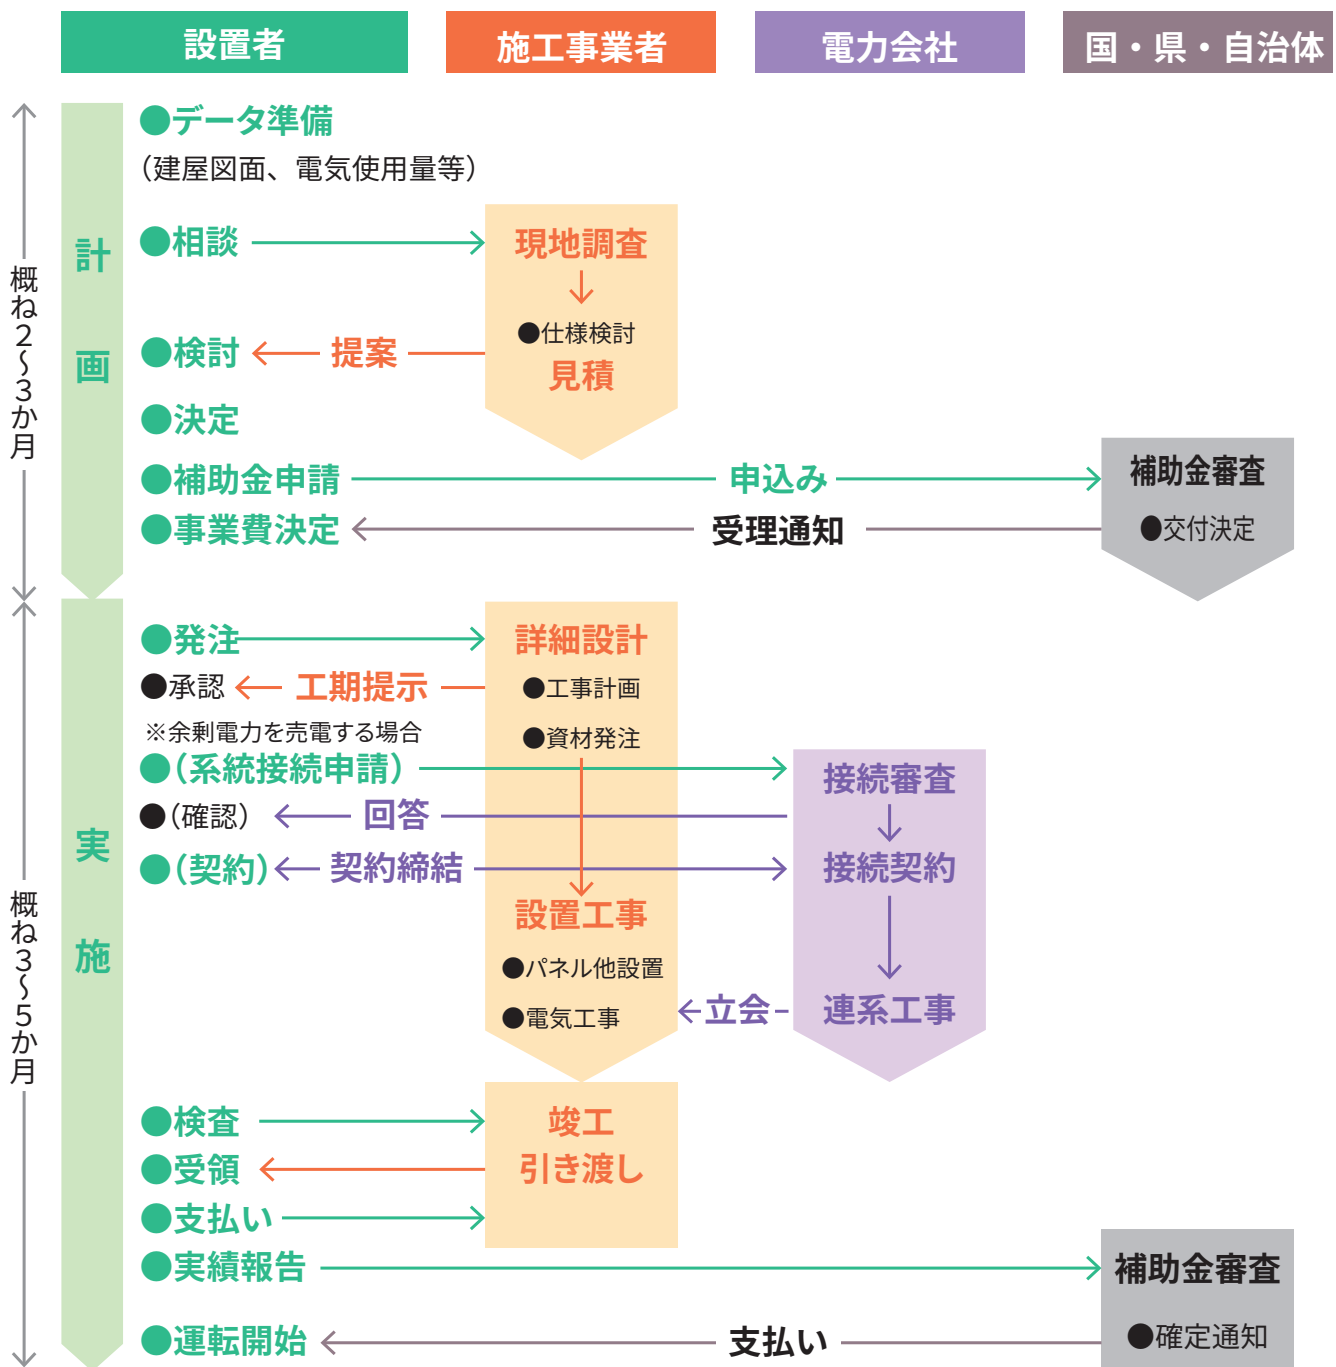 設置者
施工事業者
電力会社
国・県・自治体
計画
概ね2～3か月
●データ準備
（建屋図面、電気使用量等）
●相談
現地調査
●仕様検討
見積
●検討
提案
●決定
●補助金申請
申込み
補助金審査
●事業費決定
受理通知
●交付決定
実施
概ね3～5か月
●発注
詳細設計
●承認
工期提示
●工事計画
※余剰電力を売電する場合
●資材発注
●（系統接続申請）
接続審査
●（確認）
回答
●（契約）
契約締結
接続契約
設置工事
●パネル他設置
●電気工事
立会
連系工事
●検査
竣工
●受領
引き渡し
●支払い
●実績報告
補助金審査
●運転開始
支払い
●確定通知